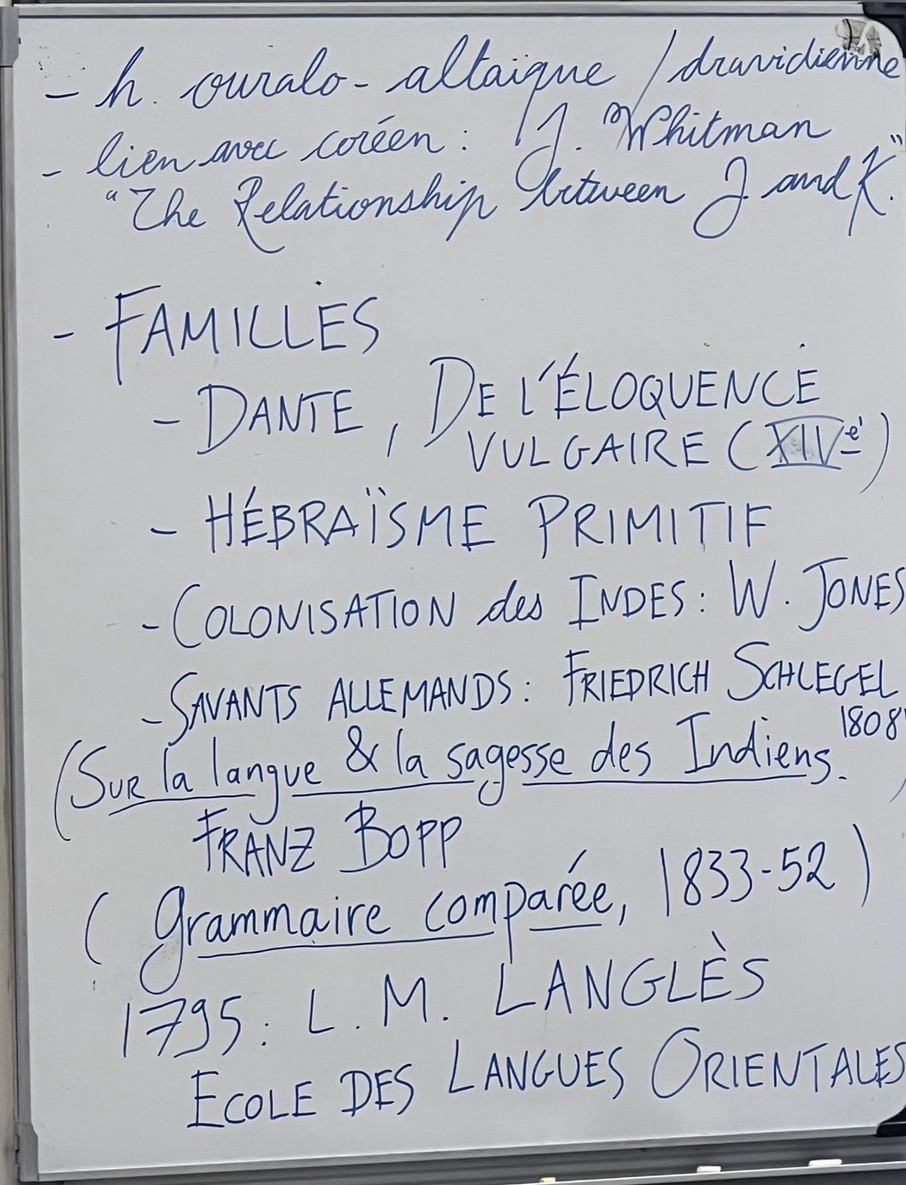 - h. ouralo-altaïque / dravidienne
- lien avec coréen : J. Whitman
"The Relationship between J and K."
- FAMILLES
- DANTE, DE L'ÉLOQUENCE
VULGAIRE (XIVe)
- HÉBRAÏSME PRIMITIF
- COLONISATION des INDES : W. JONES
- SAVANTS ALLEMANDS : FRIEDRICH SCHLEGEL
(SUR la langue & la sagesse des Indiens. 1808)
FRANZ BOPP
(Grammaire comparée, 1833-52)
1795 : L. M. LANGLÈS
ECOLE DES LANGUES ORIENTALES